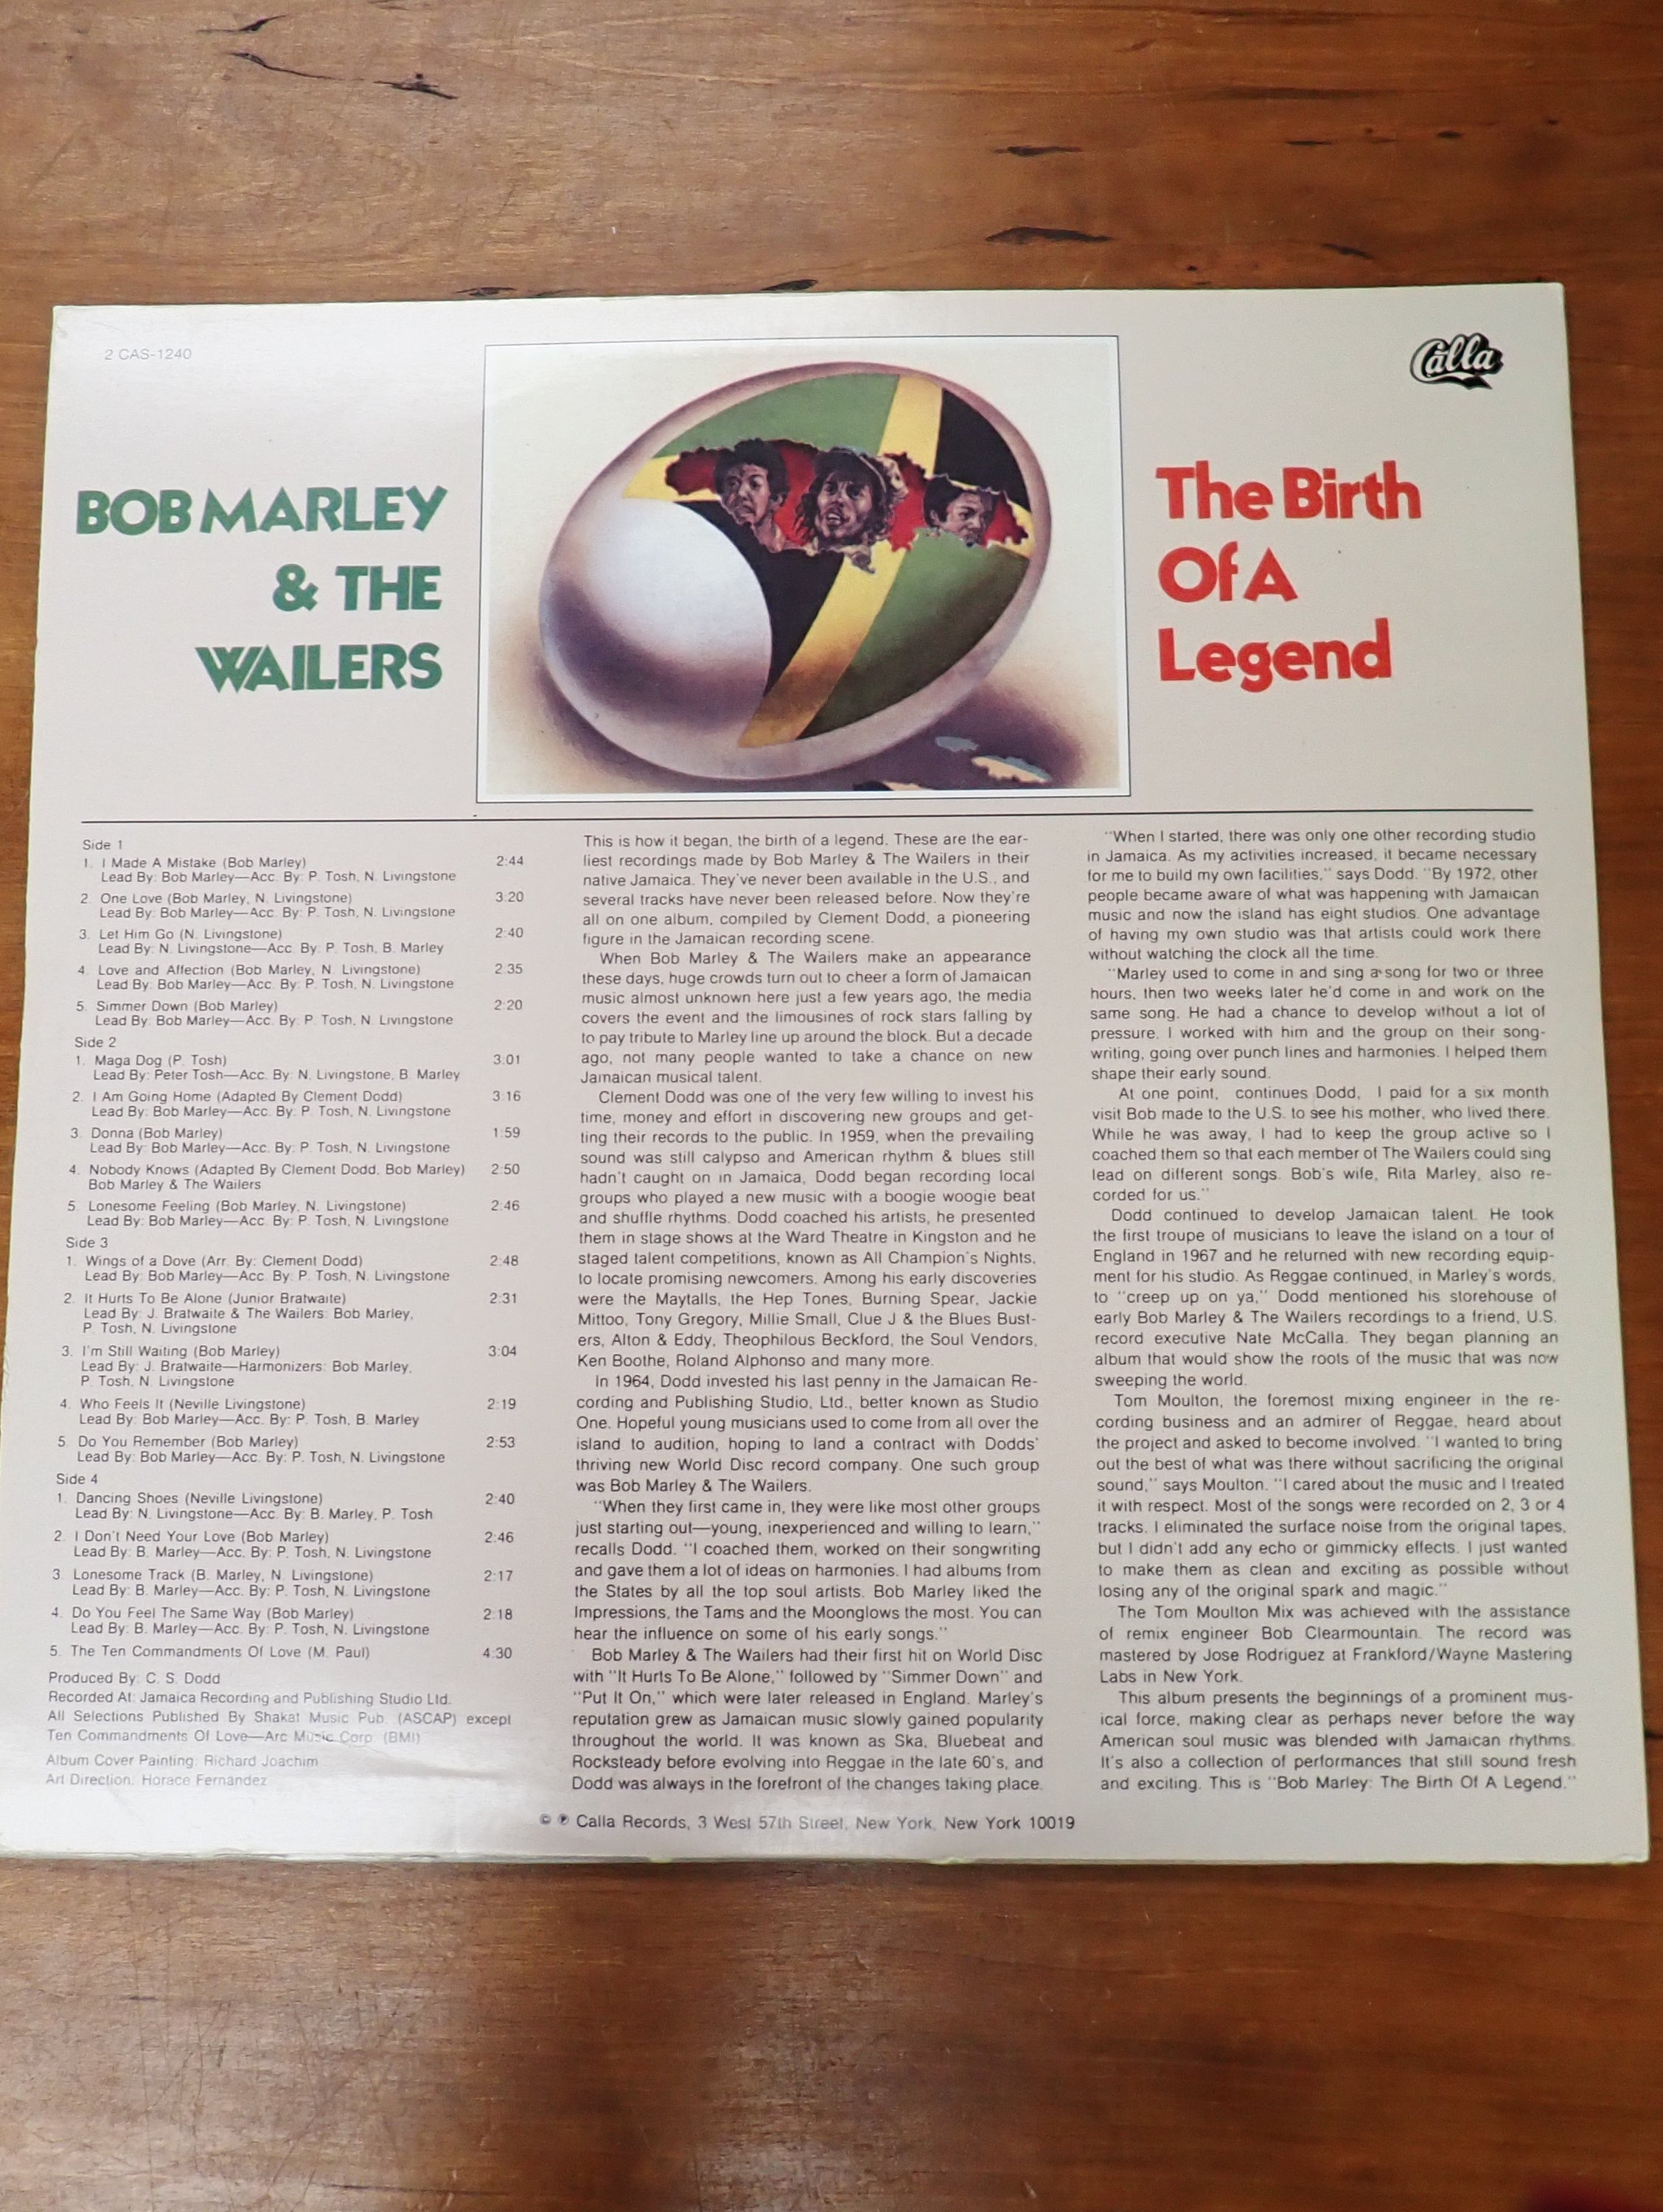 2 CAS-1240
Calla
BOB MARLEY
& THE
WAILERS
The Birth
Of A
Legend
Side 1
1. I Made A Mistake (Bob Marley) 2:44
Lead By: Bob Marley—Acc. By: P. Tosh, N. Livingstone
2. One Love (Bob Marley, N. Livingstone) 3:20
Lead By: Bob Marley—Acc. By: P. Tosh, N. Livingstone
3. Let Him Go (N. Livingstone) 2:40
Lead By: N. Livingstone—Acc. By: P. Tosh, B. Marley
4. Love and Affection (Bob Marley, N. Livingstone) 2:35
Lead By: Bob Marley—Acc. By: P. Tosh, N. Livingstone
5. Simmer Down (Bob Marley) 2:20
Lead By: Bob Marley—Acc. By: P. Tosh, N. Livingstone
Side 2
1. Maga Dog (P. Tosh) 3:01
Lead By: Peter Tosh—Acc. By: N. Livingstone, B. Marley
2. I Am Going Home (Adapted By Clement Dodd) 3:16
Lead By: Bob Marley—Acc. By: P. Tosh, N. Livingstone
3. Donna (Bob Marley) 1:59
Lead By: Bob Marley—Acc. By: P. Tosh, N. Livingstone
4. Nobody Knows (Adapted By Clement Dodd, Bob Marley) 2:50
Bob Marley & The Wailers
5. Lonesome Feeling (Bob Marley, N. Livingstone) 2:46
Lead By: Bob Marley—Acc. By: P. Tosh, N. Livingstone
Side 3
1. Wings of a Dove (Arr. By: Clement Dodd) 2:48
Lead By: Bob Marley—Acc. By: P. Tosh, N. Livingstone
2. It Hurts To Be Alone (Junior Bratwaite) 2:31
Lead By: J. Bratwaite & The Wailers: Bob Marley,
P. Tosh, N. Livingstone
3. I'm Still Waiting (Bob Marley) 3:04
Lead By: J. Bratwaite—Harmonizers: Bob Marley,
P. Tosh, N. Livingstone
4. Who Feels It (Neville Livingstone) 2:19
Lead By: Bob Marley—Acc. By: P. Tosh, B. Marley
5. Do You Remember (Bob Marley) 2:53
Lead By: Bob Marley—Acc. By: P. Tosh, N. Livingstone
Side 4
1. Dancing Shoes (Neville Livingstone) 2:40
Lead By: N. Livingstone—Acc. By: B. Marley, P. Tosh
2. I Don't Need Your Love (Bob Marley) 2:46
Lead By: B. Marley—Acc. By: P. Tosh, N. Livingstone
3. Lonesome Track (B. Marley, N. Livingstone) 2:17
Lead By: B. Marley—Acc. By: P. Tosh, N. Livingstone
4. Do You Feel The Same Way (Bob Marley) 2:18
Lead By: B. Marley—Acc. By: P. Tosh, N. Livingstone
5. The Ten Commandments Of Love (M. Paul) 4:30
Produced By: C. S. Dodd
Recorded At: Jamaica Recording and Publishing Studio Ltd.
All Selections Published By Shakat Music Pub. (ASCAP) except
Ten Commandments Of Love—Arc Music Corp. (BMI)
Album Cover Painting: Richard Joachim
Art Direction: Horace Fernandez
This is how it began, the birth of a legend. These are the ear-
liest recordings made by Bob Marley & The Wailers in their
native Jamaica. They've never been available in the U.S., and
several tracks have never been released before. Now they're
all on one album, compiled by Clement Dodd, a pioneering
figure in the Jamaican recording scene.
When Bob Marley & The Wailers make an appearance
these days, huge crowds turn out to cheer a form of Jamaican
music almost unknown here just a few years ago, the media
covers the event and the limousines of rock stars falling by
to pay tribute to Marley line up around the block. But a decade
ago, not many people wanted to take a chance on new
Jamaican musical talent.
Clement Dodd was one of the very few willing to invest his
time, money and effort in discovering new groups and get-
ting their records to the public. In 1959, when the prevailing
sound was still calypso and American rhythm & blues still
hadn't caught on in Jamaica, Dodd began recording local
groups who played a new music with a boogie woogie beat
and shuffle rhythms. Dodd coached his artists, he presented
them in stage shows at the Ward Theatre in Kingston and he
staged talent competitions, known as All Champion's Nights,
to locate promising newcomers. Among his early discoveries
were the Maytalls, the Hep Tones, Burning Spear, Jackie
Mittoo, Tony Gregory, Millie Small, Clue J & the Blues Bust-
ers, Alton & Eddy, Theophilous Beckford, the Soul Vendors,
Ken Boothe, Roland Alphonso and many more.
In 1964, Dodd invested his last penny in the Jamaican Re-
cording and Publishing Studio, Ltd., better known as Studio
One. Hopeful young musicians used to come from all over the
island to audition, hoping to land a contract with Dodds'
thriving new World Disc record company. One such group
was Bob Marley & The Wailers.
"When they first came in, they were like most other groups
just starting out—young, inexperienced and willing to learn,"
recalls Dodd. "I coached them, worked on their songwriting
and gave them a lot of ideas on harmonies. I had albums from
the States by all the top soul artists. Bob Marley liked the
Impressions, the Tams and the Moonglows the most. You can
hear the influence on some of his early songs."
Bob Marley & The Wailers had their first hit on World Disc
with "It Hurts To Be Alone," followed by "Simmer Down" and
"Put It On," which were later released in England. Marley's
reputation grew as Jamaican music slowly gained popularity
throughout the world. It was known as Ska, Bluebeat and
Rocksteady before evolving into Reggae in the late 60's, and
Dodd was always in the forefront of the changes taking place.
"When I started, there was only one other recording studio
in Jamaica. As my activities increased, it became necessary
for me to build my own facilities," says Dodd. "By 1972, other
people became aware of what was happening with Jamaican
music and now the island has eight studios. One advantage
of having my own studio was that artists could work there
without watching the clock all the time.
"Marley used to come in and sing a song for two or three
hours, then two weeks later he'd come in and work on the
same song. He had a chance to develop without a lot of
pressure. I worked with him and the group on their song-
writing, going over punch lines and harmonies. I helped them
shape their early sound.
At one point, continues Dodd, I paid for a six month
visit Bob made to the U.S. to see his mother, who lived there.
While he was away, I had to keep the group active so I
coached them so that each member of The Wailers could sing
lead on different songs. Bob's wife, Rita Marley, also re-
corded for us."
Dodd continued to develop Jamaican talent. He took
the first troupe of musicians to leave the island on a tour of
England in 1967 and he returned with new recording equip-
ment for his studio. As Reggae continued, in Marley's words,
to "creep up on ya," Dodd mentioned his storehouse of
early Bob Marley & The Wailers recordings to a friend, U.S.
record executive Nate McCalla. They began planning an
album that would show the roots of the music that was now
sweeping the world.
Tom Moulton, the foremost mixing engineer in the re-
cording business and an admirer of Reggae, heard about
the project and asked to become involved. "I wanted to bring
out the best of what was there without sacrificing the original
sound," says Moulton. "I cared about the music and I treated
it with respect. Most of the songs were recorded on 2, 3 or 4
tracks. I eliminated the surface noise from the original tapes,
but I didn't add any echo or gimmicky effects. I just wanted
to make them as clean and exciting as possible without
losing any of the original spark and magic."
The Tom Moulton Mix was achieved with the assistance
of remix engineer Bob Clearmountain. The record was
mastered by Jose Rodriguez at Frankford/Wayne Mastering
Labs in New York.
This album presents the beginnings of a prominent mus-
ical force, making clear as perhaps never before the way
American soul music was blended with Jamaican rhythms.
It's also a collection of performances that still sound fresh
and exciting. This is "Bob Marley: The Birth Of A Legend."
© ℗ Calla Records, 3 West 57th Street, New York, New York 10019